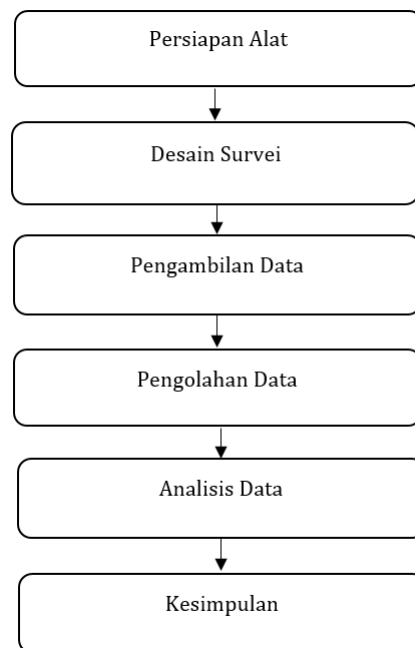 Persiapan Alat
Desain Survei
Pengambilan Data
Pengolahan Data
Analisis Data
Kesimpulan